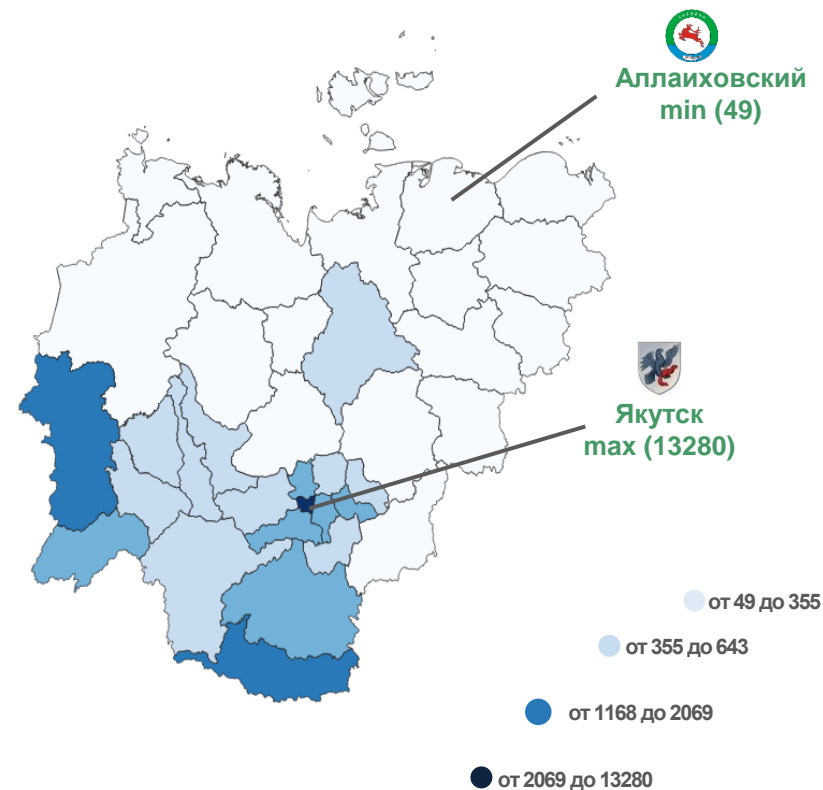 Аллаиховский
min (49)
Якутск
max (13280)
от 49 до 355
от 355 до 643
от 1168 до 2069
от 2069 до 13280